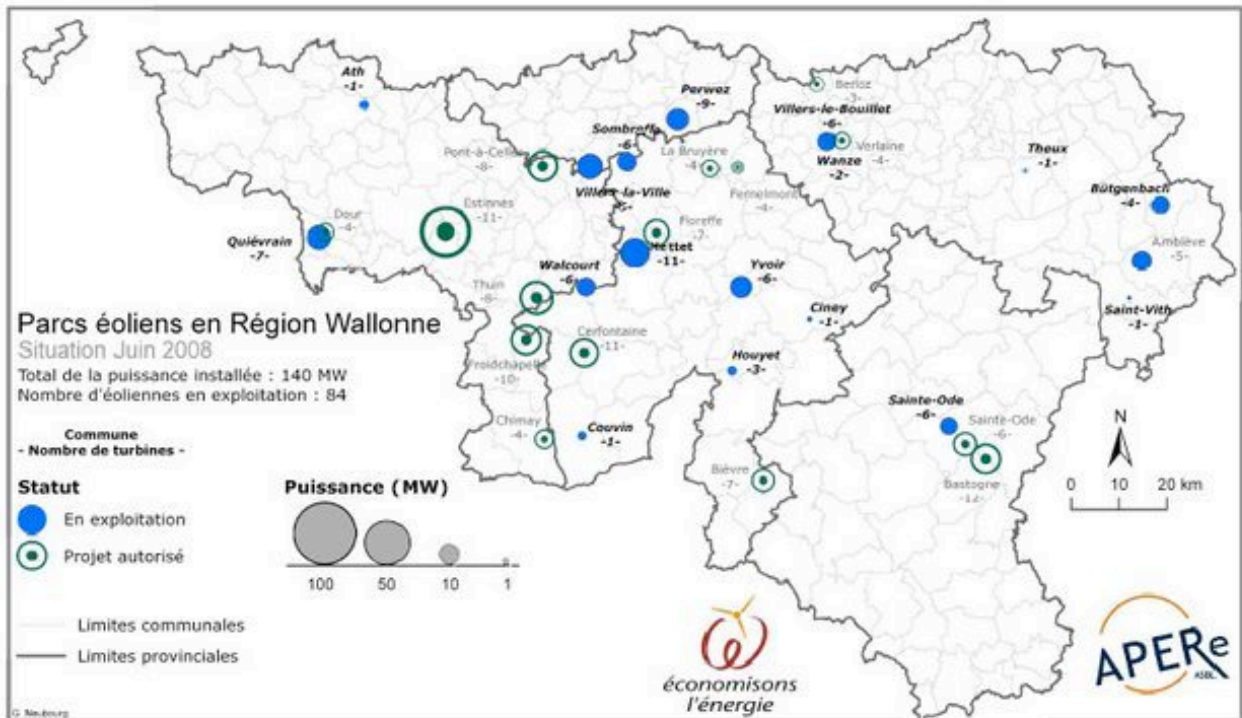 Ath
-1-
Perwez
-9-
Berloz
-3-
Villers-le-Bouillet
-6-
Sombreffe
-6-
Pont-à-Celles
-8-
La Bruyère
-4-
Verlaine
-4-
Wanze
-2-
Theux
-1-
Villers-la-Ville
Fernelmont
-4-
Bütgenbach
-4-
Estinnes
-11-
Dour
-4-
Floreffe
-7-
Quiévrain
-7-
Mettet
-11-
Amblève
-5-
Walcourt
-6-
Yvoir
-6-
Thuin
-8-
Ciney
-1-
Saint-Vith
-1-
Parcs éoliens en Région Wallonne
Situation Juin 2008
Total de la puissance installée : 140 MW
Nombre d'éoliennes en exploitation : 84
Cerfontaine
-11-
Froidchapelle
-10-
Houyet
-3-
Sainte-Ode
-6-
Sainte-Ode
-6-
Chimay
-4-
Couvin
-1-
Bièvre
-7-
Bastogne
-12-
N
0 10 20 km
Commune
- Nombre de turbines -
Statut
En exploitation
Projet autorisé
Puissance (MW)
100 50 10 1
Limites communales
Limites provinciales
économisons
l'énergie
APERe
ASBL
G. Neubourg